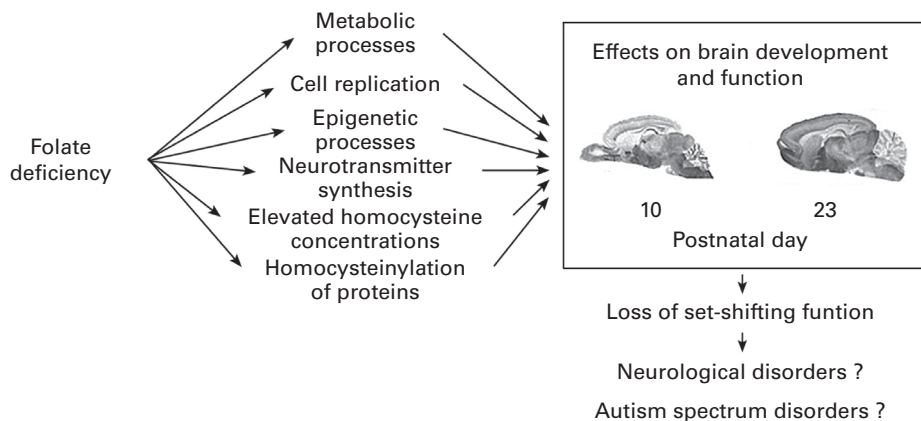 Folate
deficiency
Metabolic
processes
Cell replication
Epigenetic
processes
Neurotransmitter
synthesis
Elevated homocysteine
concentrations
Homocysteinylation
of proteins
Effects on brain development
and function
10 23
Postnatal day
Loss of set-shifting funtion
Neurological disorders ?
Autism spectrum disorders ?